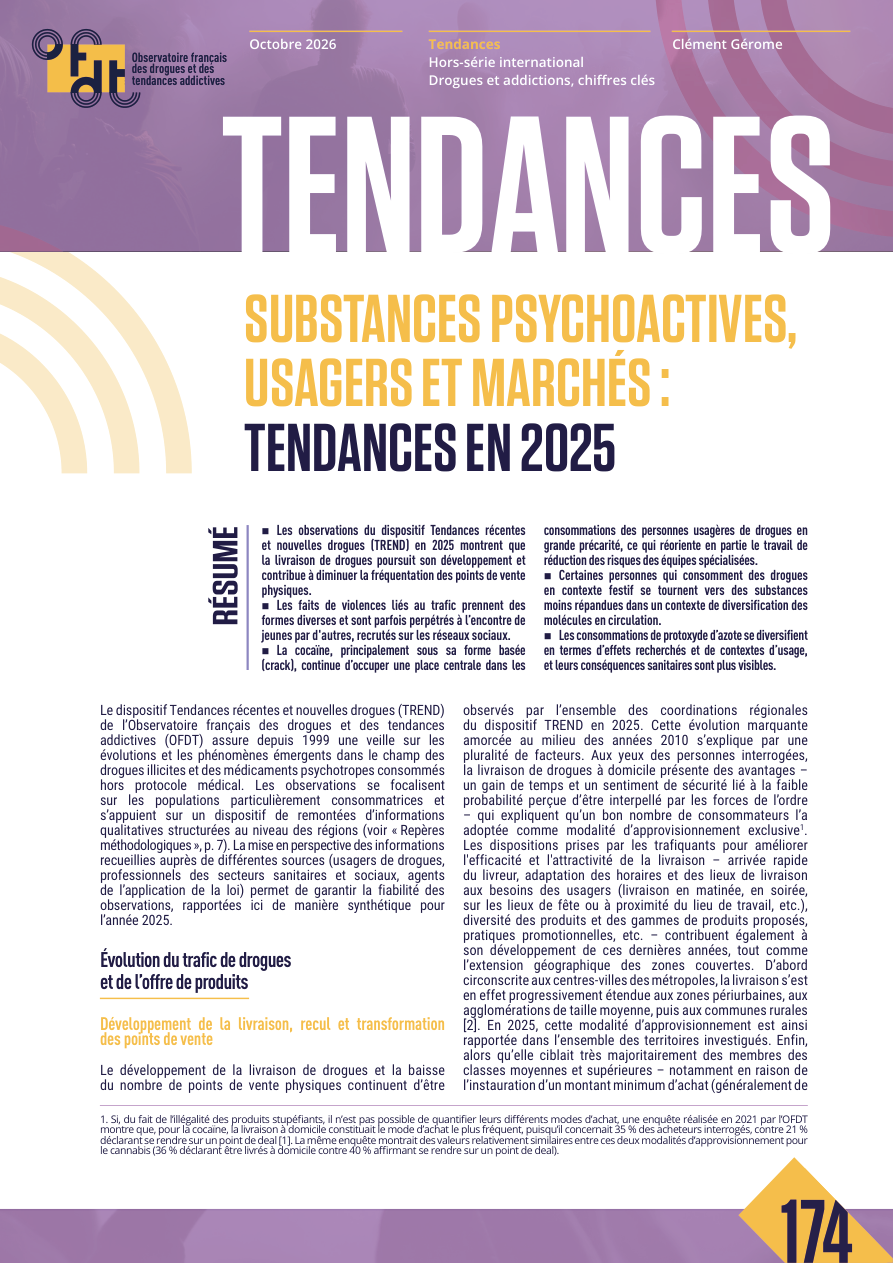 Observatoire français
des drogues et des
tendances addictives
Octobre 2026
Tendances
Hors-série international
Drogues et addictions, chiffres clés
Clément Gérome
TENDANCES
SUBSTANCES PSYCHOACTIVES,
USAGERS ET MARCHÉS :
TENDANCES EN 2025
RÉSUMÉ
■ Les observations du dispositif Tendances récentes
et nouvelles drogues (TREND) en 2025 montrent que
la livraison de drogues poursuit son développement et
contribue à diminuer la fréquentation des points de vente
physiques.
■ Les faits de violences liés au trafic prennent des
formes diverses et sont parfois perpétrés à l’encontre de
jeunes par d’autres, recrutés sur les réseaux sociaux.
■ La cocaïne, principalement sous sa forme basée
(crack), continue d’occuper une place centrale dans les
consommations des personnes usagères de drogues en
grande précarité, ce qui réoriente en partie le travail de
réduction des risques des équipes spécialisées.
■ Certaines personnes qui consomment des drogues
en contexte festif se tournent vers des substances
moins répandues dans un contexte de diversification des
molécules en circulation.
■ Les consommations de protoxyde d’azote se diversifient
en termes d’effets recherchés et de contextes d’usage,
et leurs conséquences sanitaires sont plus visibles.
Le dispositif Tendances récentes et nouvelles drogues (TREND)
de l’Observatoire français des drogues et des tendances
addictives (OFDT) assure depuis 1999 une veille sur les
évolutions et les phénomènes émergents dans le champ des
drogues illicites et des médicaments psychotropes consommés
hors protocole médical. Les observations se focalisent
sur les populations particulièrement consommatrices et
s’appuient sur un dispositif de remontées d’informations
qualitatives structurées au niveau des régions (voir « Repères
méthodologiques », p. 7). La mise en perspective des informations
recueillies auprès de différentes sources (usagers de drogues,
professionnels des secteurs sanitaires et sociaux, agents
de l’application de la loi) permet de garantir la fiabilité des
observations, rapportées ici de manière synthétique pour
l’année 2025.
Évolution du trafic de drogues
et de l’offre de produits
Développement de la livraison, recul et transformation
des points de vente
Le développement de la livraison de drogues et la baisse
du nombre de points de vente physiques continuent d’être
observés par l’ensemble des coordinations régionales
du dispositif TREND en 2025. Cette évolution marquante
amorcée au milieu des années 2010 s’explique par une
pluralité de facteurs. Aux yeux des personnes interrogées,
la livraison de drogues à domicile présente des avantages –
un gain de temps et un sentiment de sécurité lié à la faible
probabilité perçue d’être interpellé par les forces de l’ordre
– qui expliquent qu’un bon nombre de consommateurs l’a
adoptée comme modalité d’approvisionnement exclusive¹.
Les dispositions prises par les trafiquants pour améliorer
l'efficacité et l'attractivité de la livraison – arrivée rapide
du livreur, adaptation des horaires et des lieux de livraison
aux besoins des usagers (livraison en matinée, en soirée,
sur les lieux de fête ou à proximité du lieu de travail, etc.),
diversité des produits et des gammes de produits proposés,
pratiques promotionnelles, etc. – contribuent également à
son développement de ces dernières années, tout comme
l’extension géographique des zones couvertes. D’abord
circonscrite aux centres-villes des métropoles, la livraison s’est
en effet progressivement étendue aux zones périurbaines, aux
agglomérations de taille moyenne, puis aux communes rurales
[2]. En 2025, cette modalité d’approvisionnement est ainsi
rapportée dans l’ensemble des territoires investigués. Enfin,
alors qu’elle ciblait très majoritairement des membres des
classes moyennes et supérieures – notamment en raison de
l’instauration d’un montant minimum d’achat (généralement de
1. Si, du fait de l’illégalité des produits stupéfiants, il n’est pas possible de quantifier leurs différents modes d’achat, une enquête réalisée en 2021 par l’OFDT
montre que, pour la cocaïne, la livraison à domicile constituait le mode d’achat le plus fréquent, puisqu’il concernait 35 % des acheteurs interrogés, contre 21 %
déclarant se rendre sur un point de deal [1]. La même enquête montrait des valeurs relativement similaires entre ces deux modalités d’approvisionnement pour
le cannabis (36 % déclarant être livrés à domicile contre 40 % affirmant se rendre sur un point de deal).
174